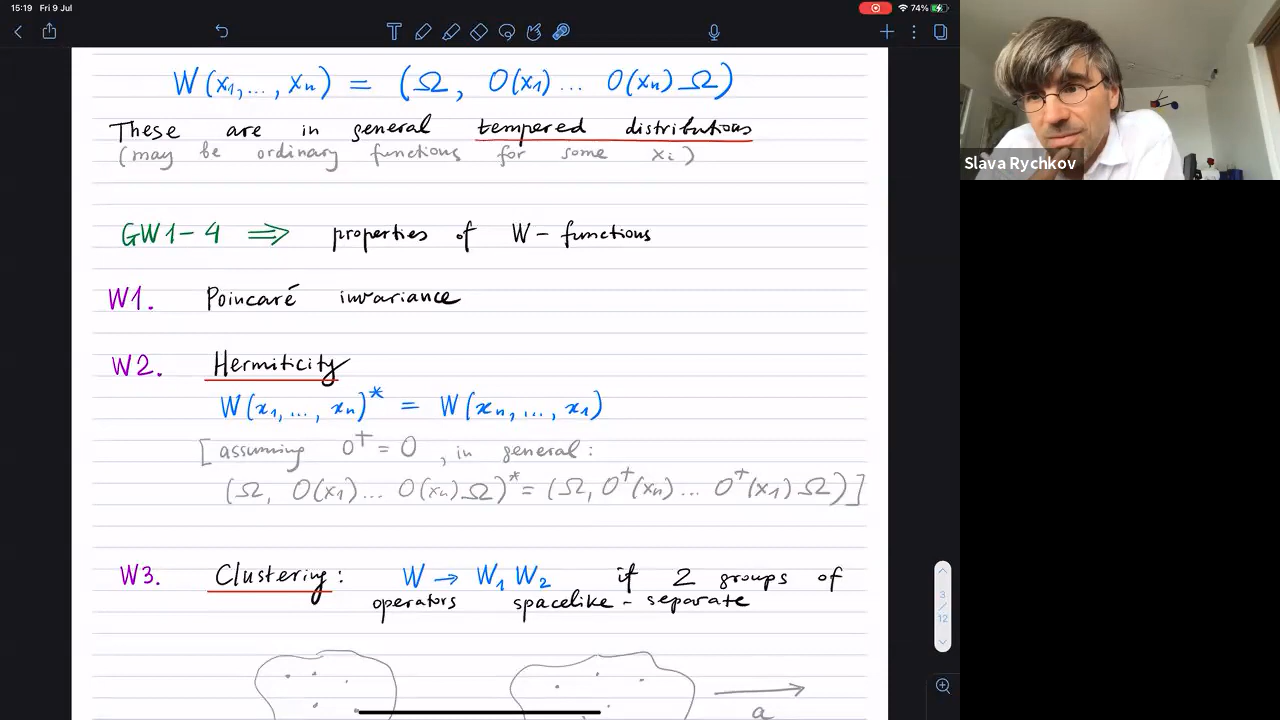 15:19 Fri 9 Jul
74%
W(x₁,..., xₙ) = (Ω, O(x₁)... O(xₙ)Ω)
These are in general tempered distributions
(may be ordinary functions for some xᵢ)
GW1-4 ⟹ properties of W-functions
W1. Poincaré invariance
W2. Hermiticity
W(x₁,..., xₙ)* = W(xₙ,..., x₁)
[assuming O† = O, in general:
(Ω, O(x₁)... O(xₙ)Ω)* = (Ω, O†(xₙ)... O†(x₁)Ω)]
W3. Clustering: W → W₁ W₂ if 2 groups of
operators spacelike-separate
a
3
/
12
Slava Rychkov